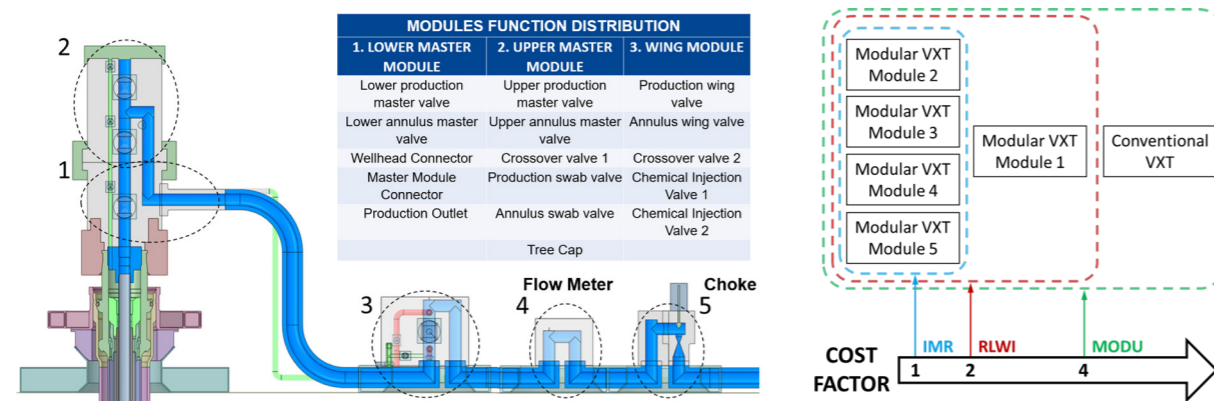 2
1
MODULES FUNCTION DISTRIBUTION
1. LOWER MASTER
MODULE
2. UPPER MASTER
MODULE
3. WING MODULE
Lower production
master valve
Upper production
master valve
Production wing
valve
Lower annulus master
valve
Upper annulus master
valve
Annulus wing valve
Wellhead Connector
Crossover valve 1
Crossover valve 2
Master Module
Connector
Production swab valve
Chemical Injection
Valve 1
Production Outlet
Annulus swab valve
Chemical Injection
Valve 2
Tree Cap
3
Flow Meter
4
Choke
5
Modular VXT
Module 2
Modular VXT
Module 3
Modular VXT
Module 4
Modular VXT
Module 5
Modular VXT
Module 1
Conventional
VXT
IMR
RLWI
MODU
COST
FACTOR
1
2
4